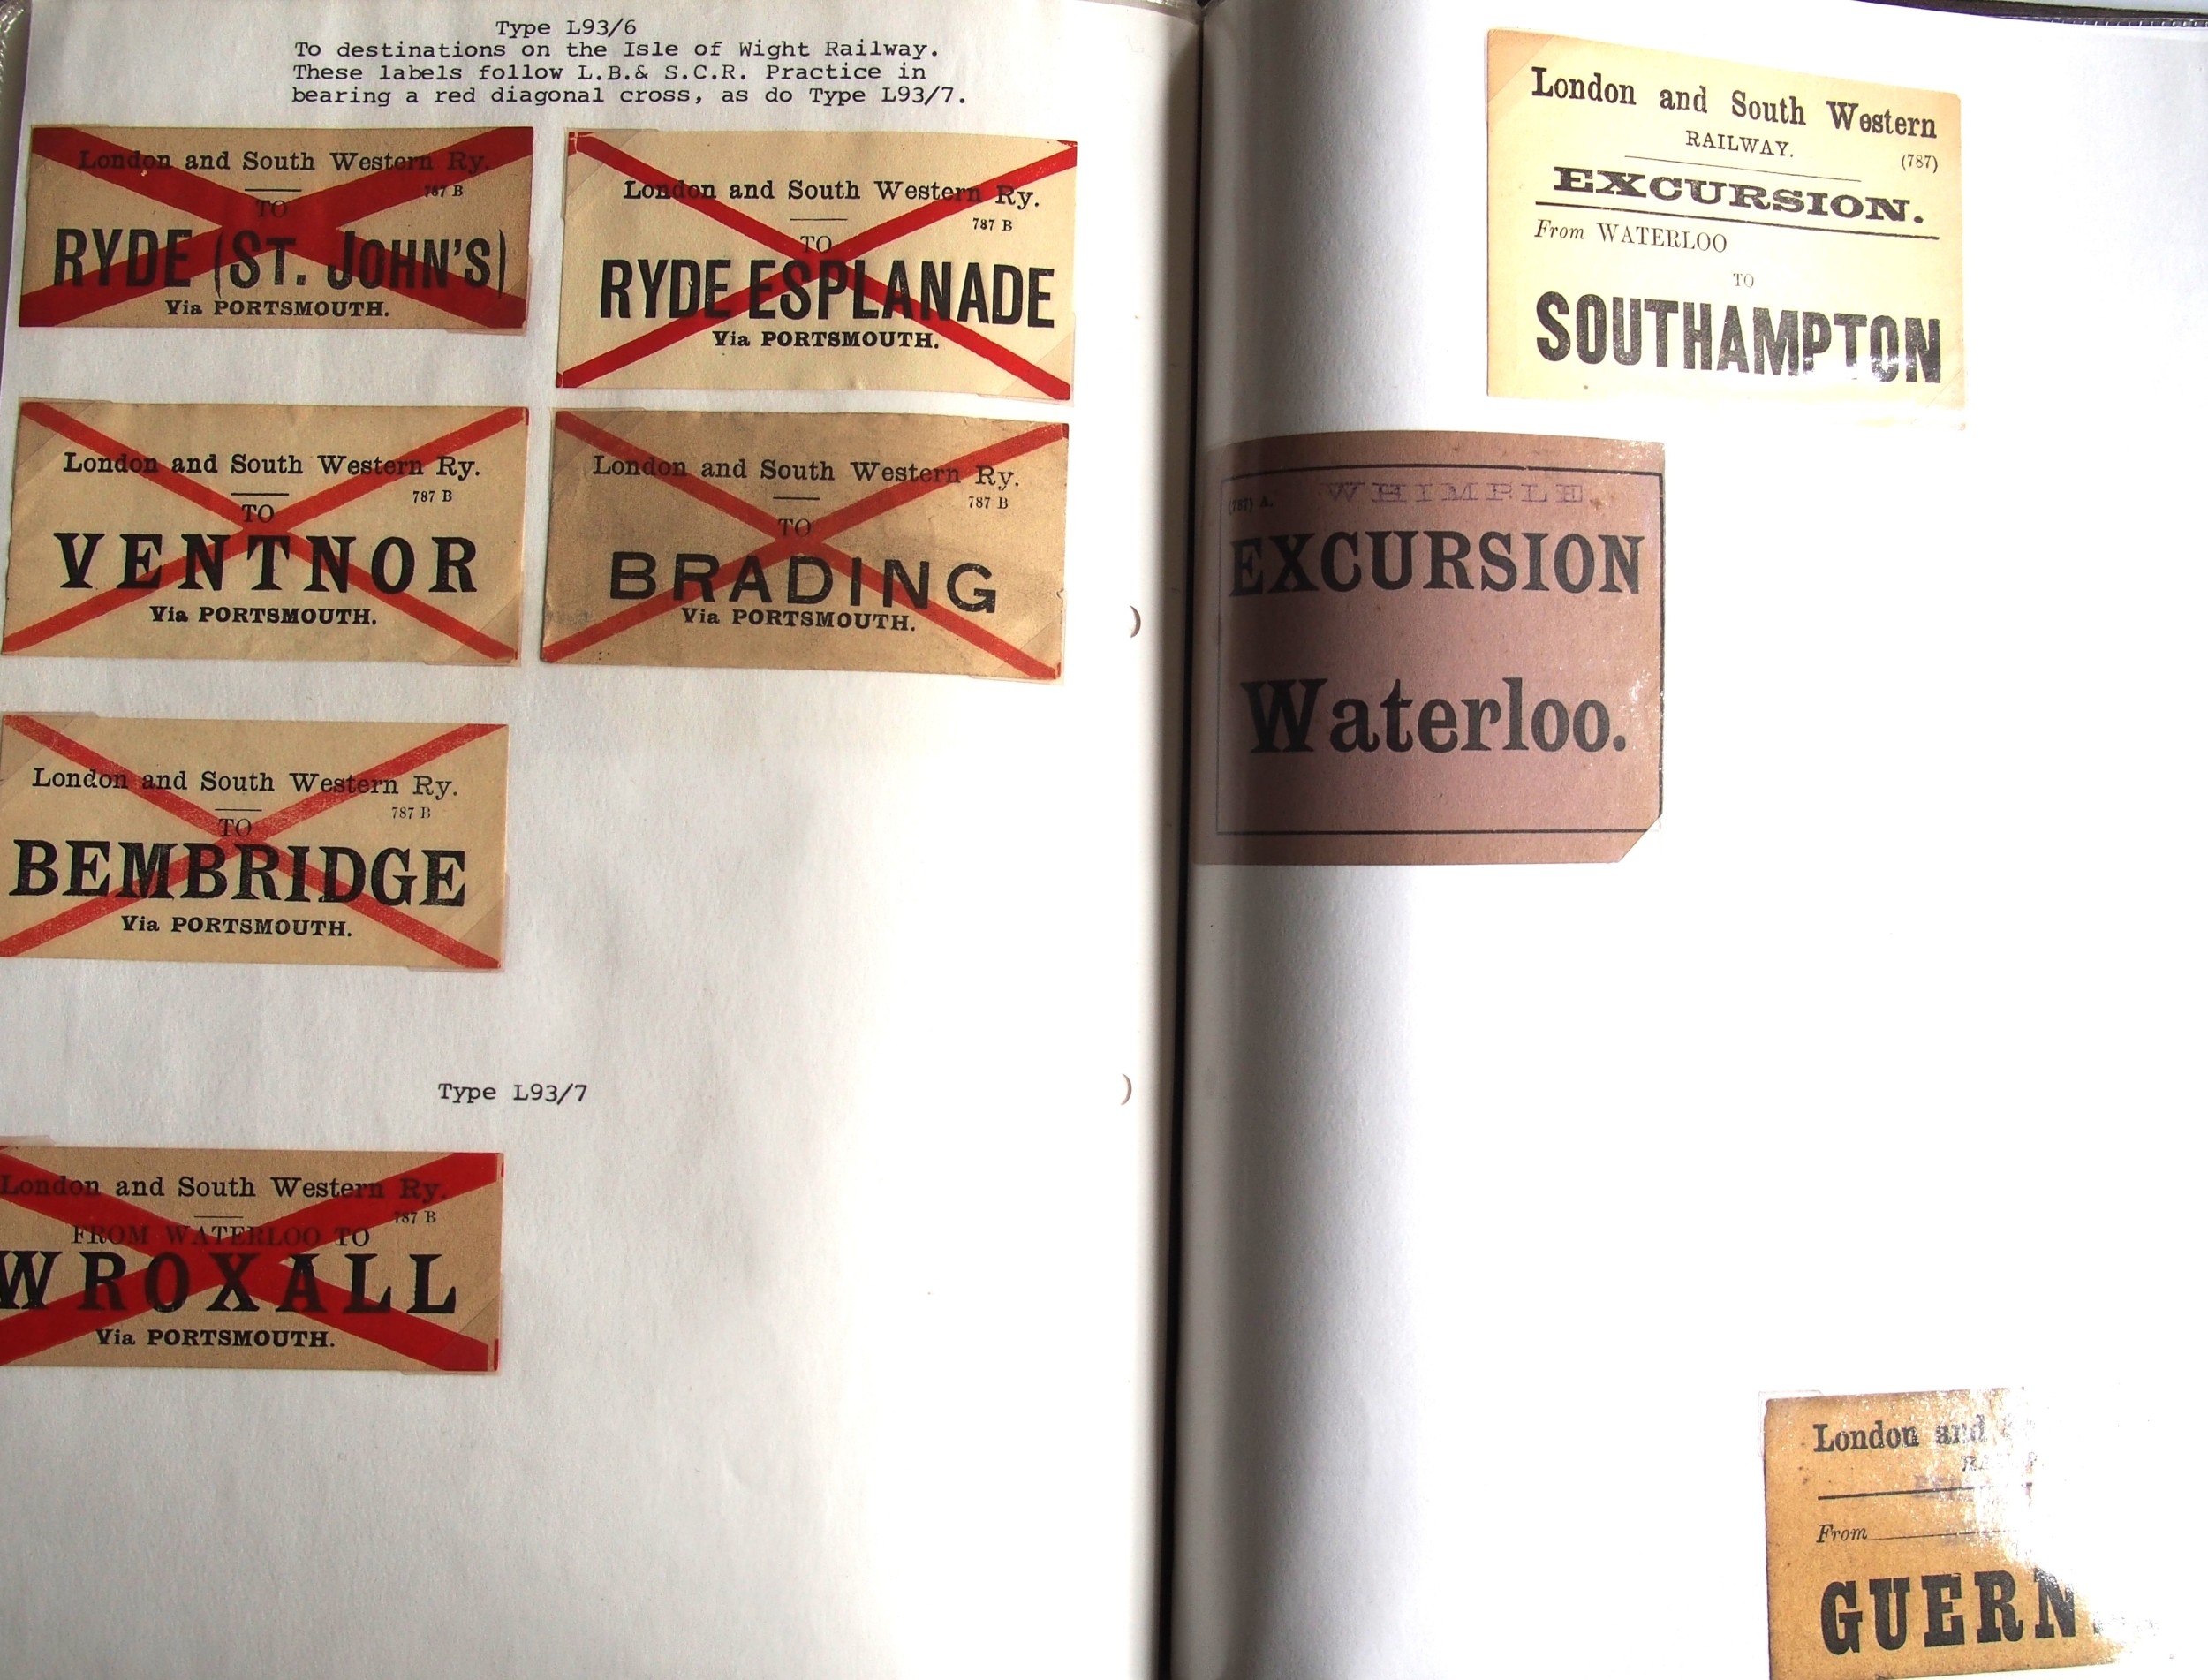 Type L93/6
To destinations on the Isle of Wight Railway.
These labels follow L.B.& S.C.R. Practice in
bearing a red diagonal cross, as do Type L93/7.
London and South Western Ry.
787 B
TO
RYDE (ST. JOHN'S)
Via PORTSMOUTH.
London and South Western Ry.
787 B
TO
RYDE ESPLANADE
Via PORTSMOUTH.
London and South Western Ry.
787 B
TO
VENTNOR
Via PORTSMOUTH.
London and South Western Ry.
787 B
TO
BRADING
Via PORTSMOUTH.
London and South Western Ry.
787 B
TO
BEMBRIDGE
Via PORTSMOUTH.
Type L93/7
London and South Western Ry.
787 B
FROM WATERLOO TO
WROXALL
Via PORTSMOUTH.
London and South Western
RAILWAY.
(787)
EXCURSION.
From WATERLOO
TO
SOUTHAMPTON
(787) A. WHIMPLE.
EXCURSION
Waterloo.
London and
From
GUERN